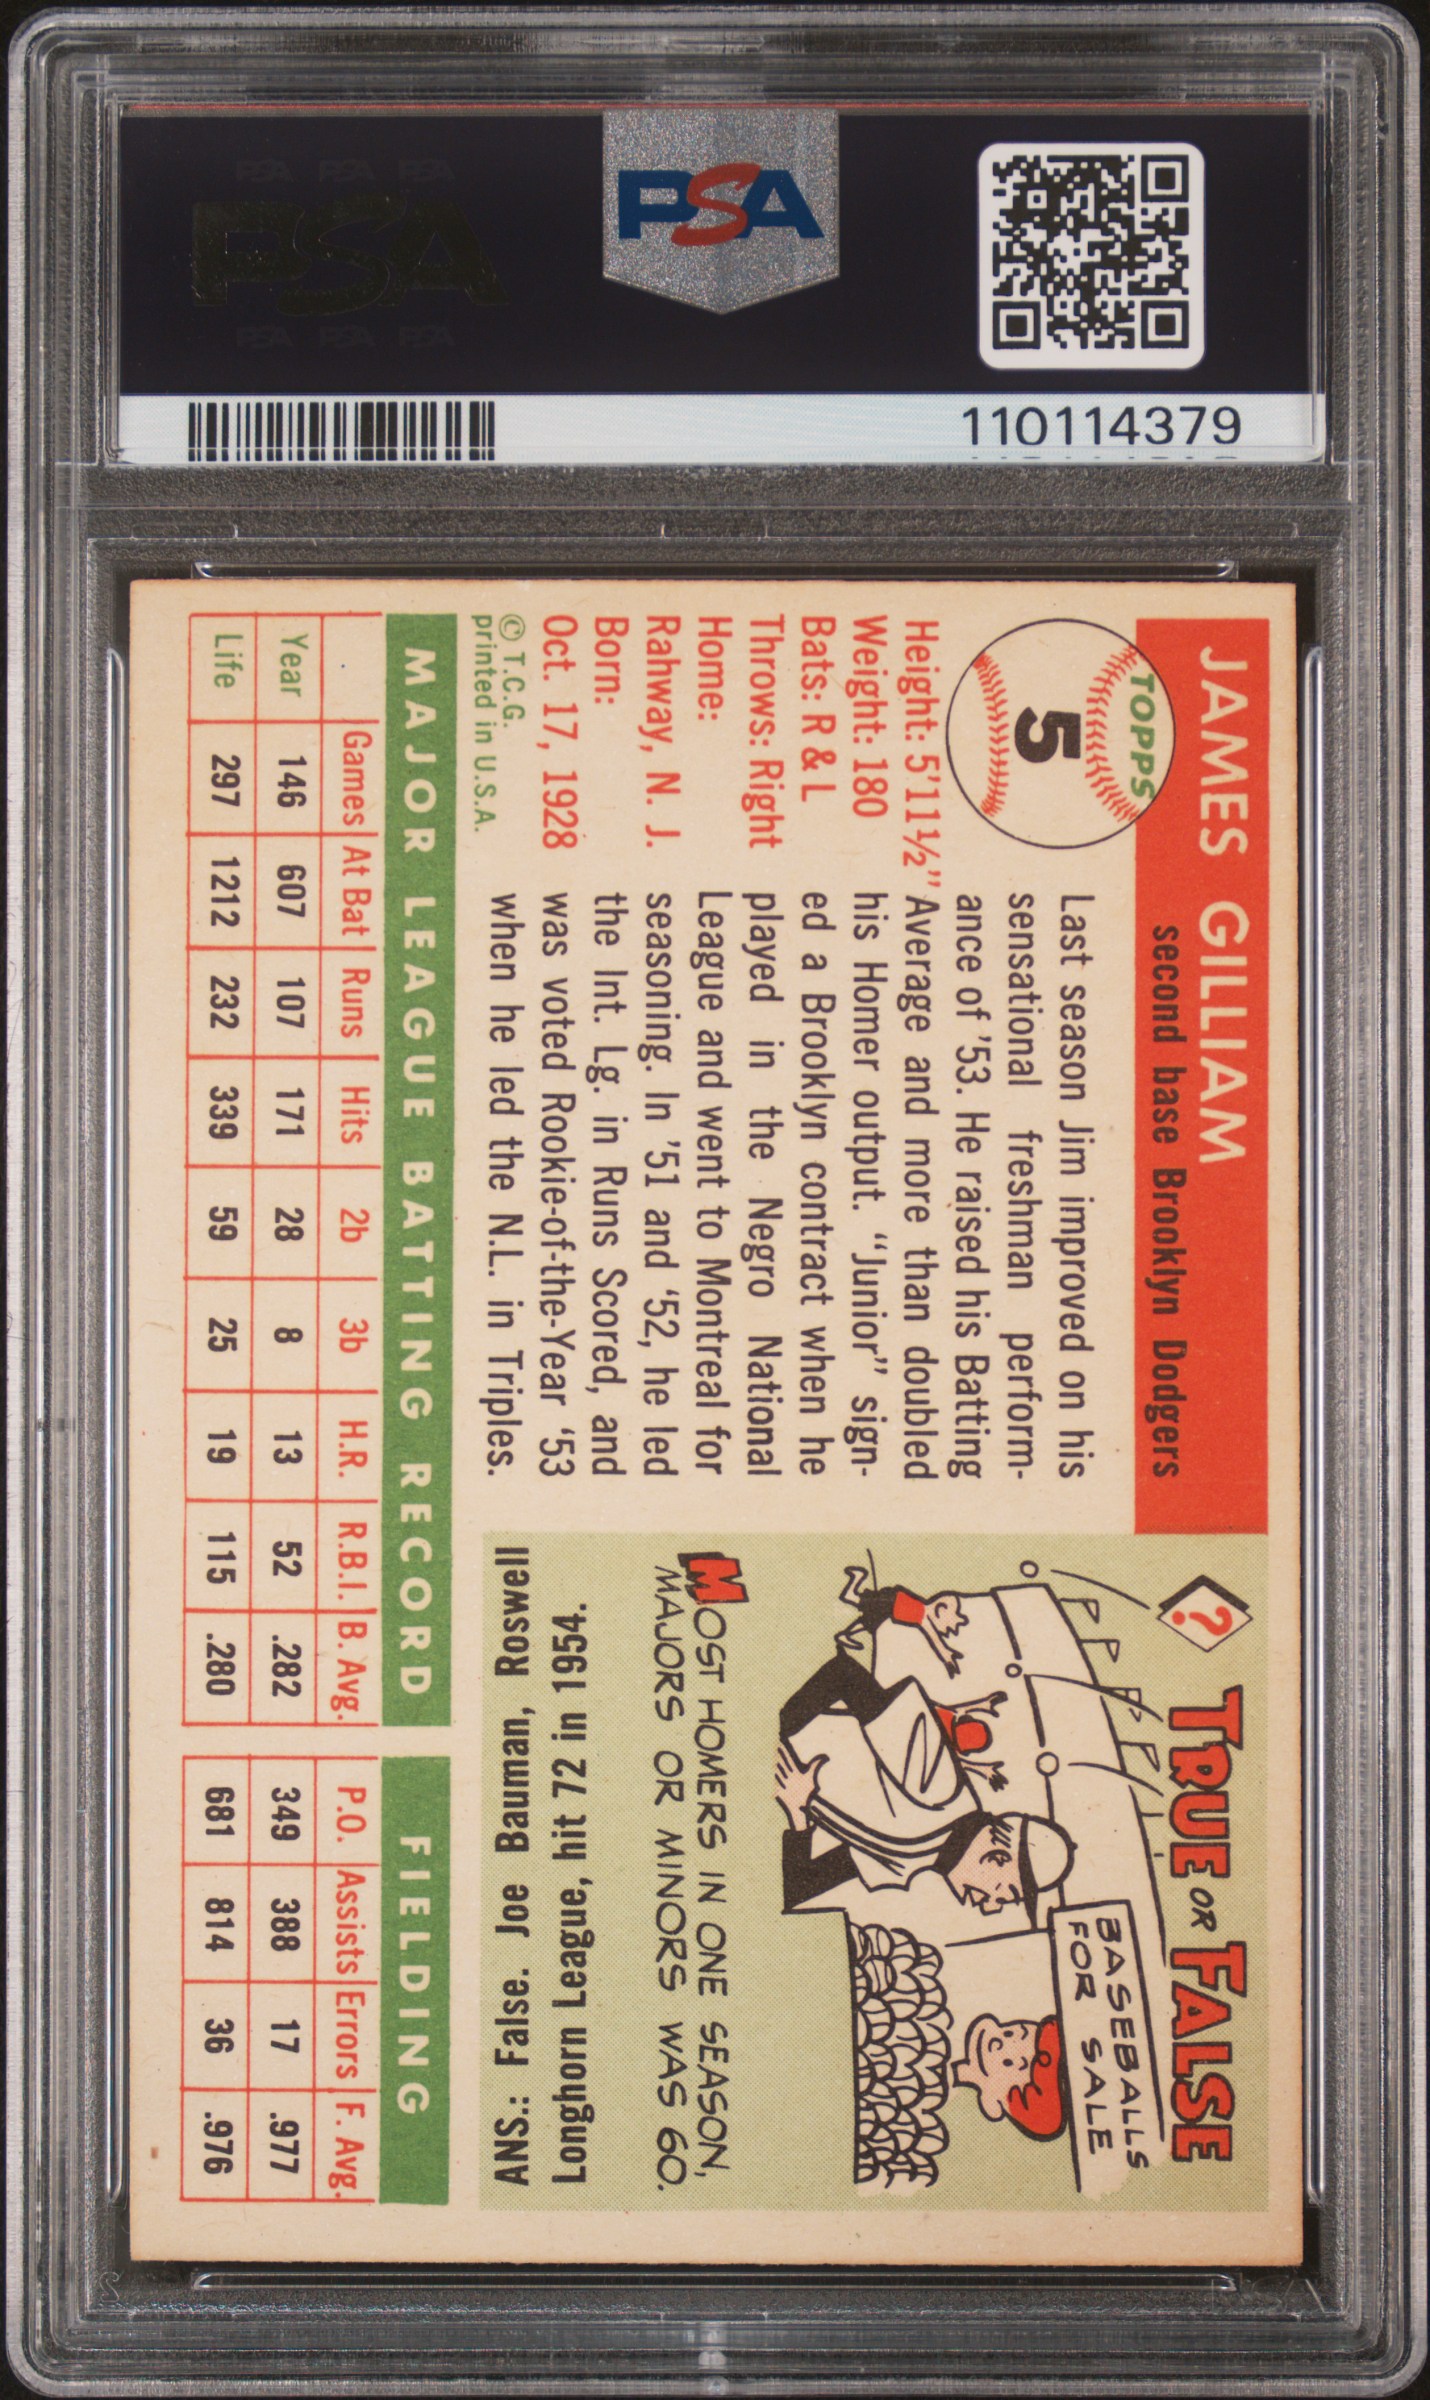 PSA PSA PSA
PSA
PSA PSA PSA
PSA
110114379
JAMES GILLIAM
second base Brooklyn Dodgers
TOPPS
5
Height: 5'11½"
Weight: 180
Bats: R & L
Throws: Right
Home:
Rahway, N. J.
Born:
Oct. 17, 1928
© T.C.G.
printed in U.S.A.
Last season Jim improved on his
sensational freshman perform-
ance of '53. He raised his Batting
Average and more than doubled
his Homer output. "Junior" sign-
ed a Brooklyn contract when he
played in the Negro National
League and went to Montreal for
seasoning. In '51 and '52, he led
the Int. Lg. in Runs Scored, and
was voted Rookie-of-the-Year '53
when he led the N.L. in Triples.
? TRUE OR FALSE
BASEBALLS
FOR SALE
MOST HOMERS IN ONE SEASON,
MAJORS OR MINORS WAS 60.
ANS.: False. Joe Bauman, Roswell
Longhorn League, hit 72 in 1954.
MAJOR LEAGUE BATTING RECORD FIELDING
Games At Bat Runs Hits 2b 3b H.R. R.B.I. B. Avg. P.O. Assists Errors F. Avg.
Year 146 607 107 171 28 8 13 52 .282 349 388 17 .977
Life 297 1212 232 339 59 25 19 115 .280 681 814 36 .976